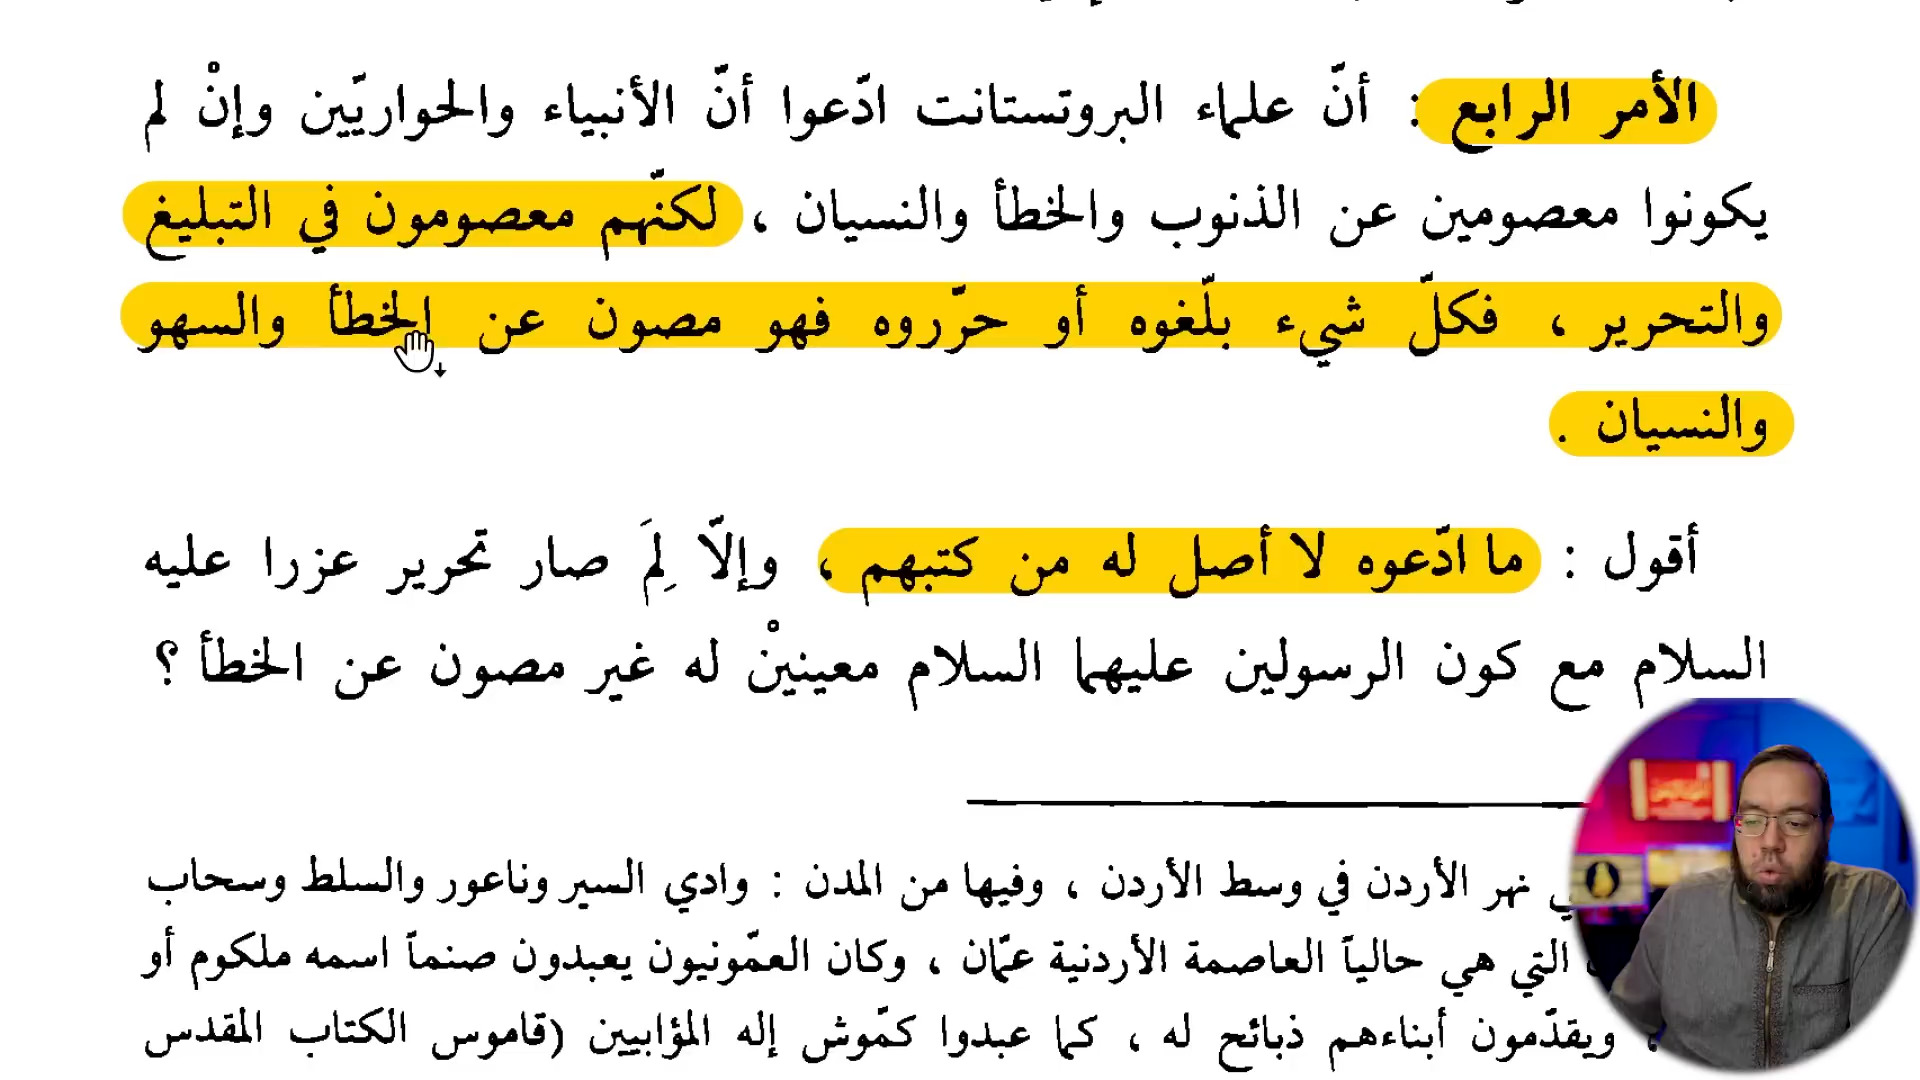 الأمر الرابع : أنّ علماء البروتستانت ادّعوا أنّ الأنبياء والحواريّين وإنْ لم
يكونوا معصومين عن الذنوب والخطأ والنسيان ، لكنّهم معصومون في التبليغ
والتحرير ، فكلّ شيء بلّغوه أو حرّروه فهو مصون عن الخطأ والسهو
والنسيان .
أقول : ما ادّعوه لا أصل له من كتبهم ، وإلّا لِمَ صار تحرير عزرا عليه
السلام مع كون الرسولين عليهما السلام معينيْن له غير مصون عن الخطأ ؟
نهر الأردن في وسط الأردن ، وفيها من المدن : وادي السير وناعور والسلط وسحاب
التي هي حالياً العاصمة الأردنية عمّان ، وكان العمّونيون يعبدون صنماً اسمه ملكوم أو
، ويقدّمون أبناءهم ذبائح له ، كما عبدوا كمّوش إله المؤابيين (قاموس الكتاب المقدس